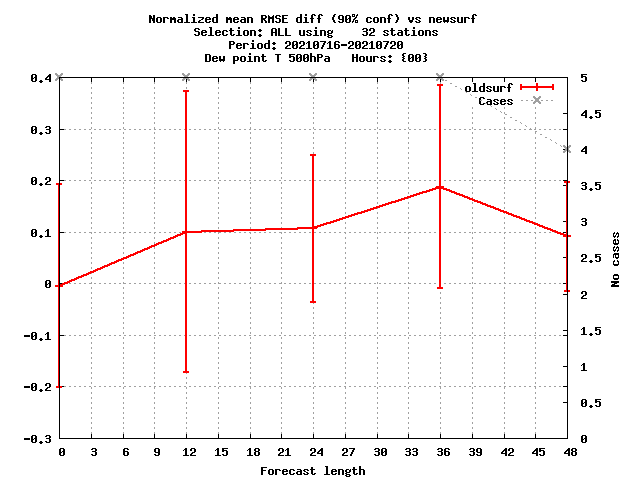 Normalized mean RMSE diff (90% conf) vs newsurf
Selection: ALL using    32 stations
Period: 20210716-20210720
Dew point T 500hPa   Hours: {00}
oldsurf
Cases
0.4
0.3
0.2
0.1
0
-0.1
-0.2
-0.3
5
4.5
4
3.5
3
2.5
2
1.5
1
0.5
0
No cases
0 3 6 9 12 15 18 21 24 27 30 33 36 39 42 45 48
Forecast length